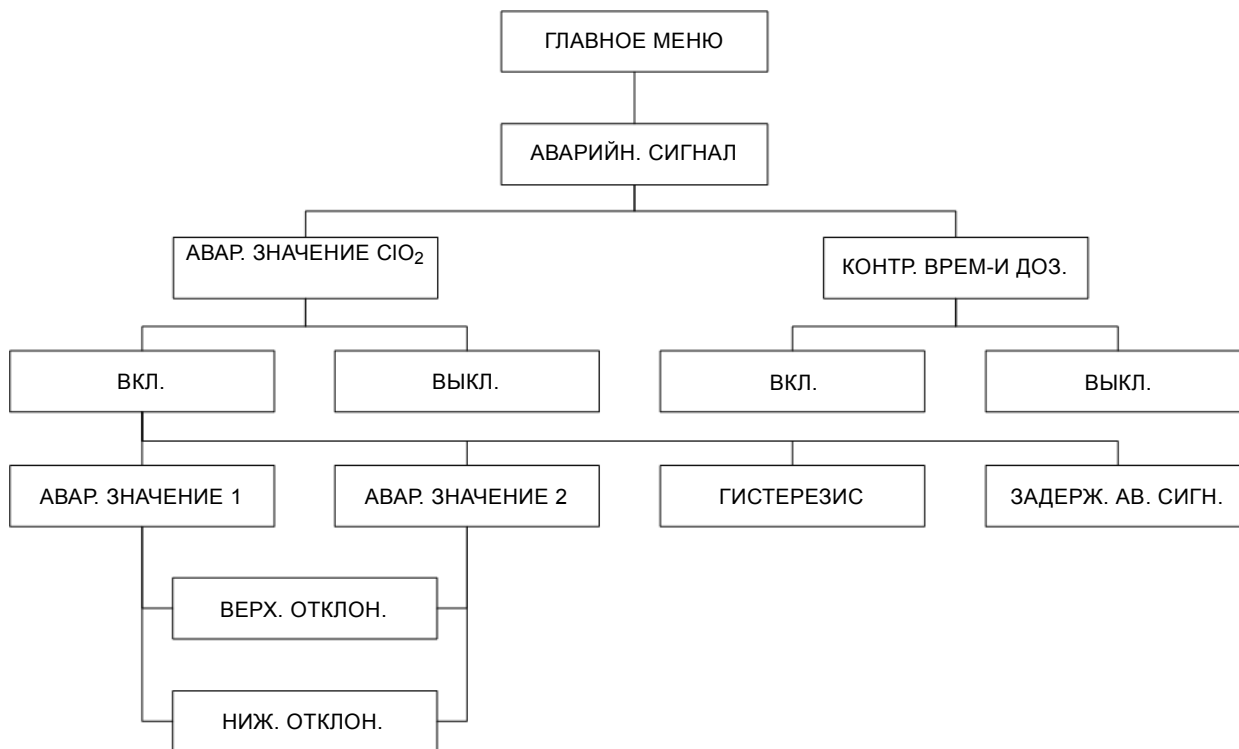 ГЛАВНОЕ МЕНЮ
АВАРИЙН. СИГНАЛ
АВАР. ЗНАЧЕНИЕ ClO₂
КОНТР. ВРЕМ-И ДОЗ.
ВКЛ.
ВЫКЛ.
ВКЛ.
ВЫКЛ.
АВАР. ЗНАЧЕНИЕ 1
АВАР. ЗНАЧЕНИЕ 2
ГИСТЕРЕЗИС
ЗАДЕРЖ. АВ. СИГН.
ВЕРХ. ОТКЛОН.
НИЖ. ОТКЛОН.